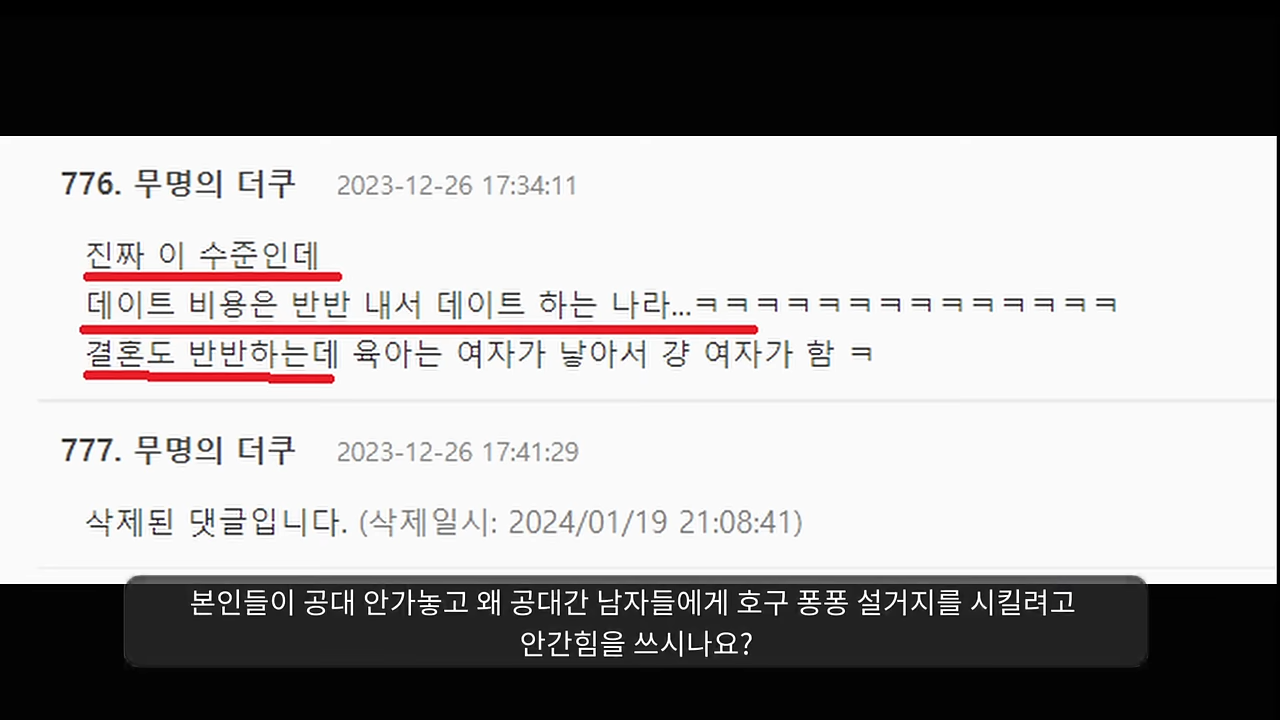 776. 무명의 더쿠 2023-12-26 17:34:11
진짜 이 수준인데
데이트 비용은 반반 내서 데이트 하는 나라...ㅋㅋㅋㅋㅋㅋㅋㅋㅋㅋㅋㅋㅋㅋ
결혼도 반반하는데 육아는 여자가 낳아서 걍 여자가 함 ㅋ
777. 무명의 더쿠 2023-12-26 17:41:29
삭제된 댓글입니다. (삭제일시: 2024/01/19 21:08:41)
본인들이 공대 안가놓고 왜 공대간 남자들에게 호구 퐁퐁 설거지를 시킬려고
안간힘을 쓰시나요?